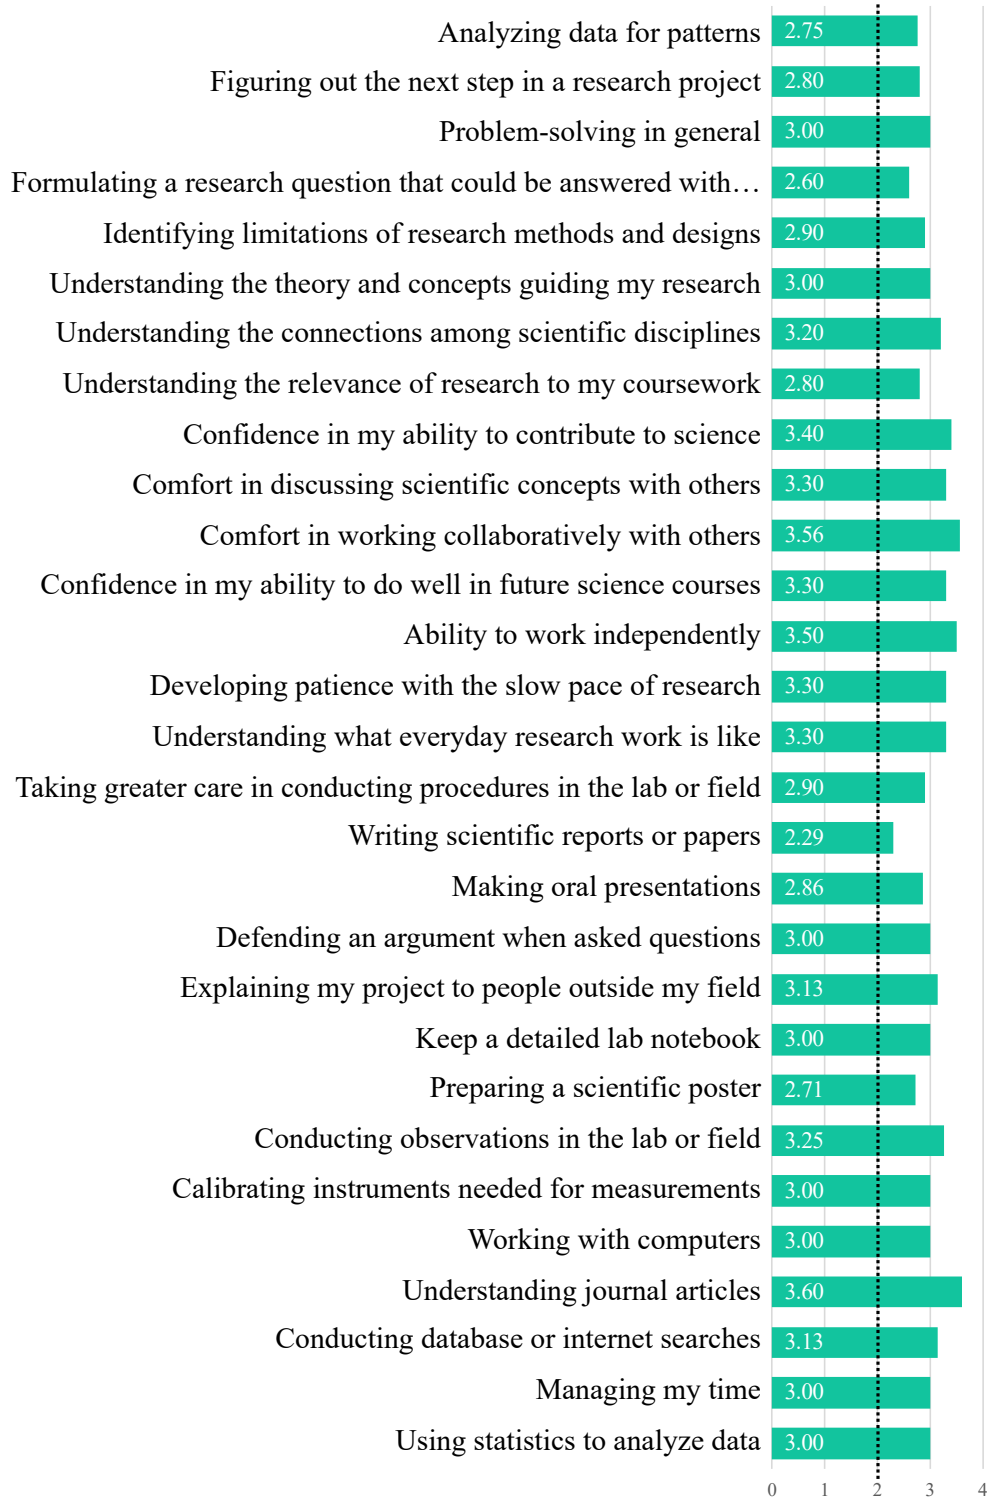 Analyzing data for patterns 2.75
Figuring out the next step in a research project 2.80
Problem-solving in general 3.00
Formulating a research question that could be answered with… 2.60
Identifying limitations of research methods and designs 2.90
Understanding the theory and concepts guiding my research 3.00
Understanding the connections among scientific disciplines 3.20
Understanding the relevance of research to my coursework 2.80
Confidence in my ability to contribute to science 3.40
Comfort in discussing scientific concepts with others 3.30
Comfort in working collaboratively with others 3.56
Confidence in my ability to do well in future science courses 3.30
Ability to work independently 3.50
Developing patience with the slow pace of research 3.30
Understanding what everyday research work is like 3.30
Taking greater care in conducting procedures in the lab or field 2.90
Writing scientific reports or papers 2.29
Making oral presentations 2.86
Defending an argument when asked questions 3.00
Explaining my project to people outside my field 3.13
Keep a detailed lab notebook 3.00
Preparing a scientific poster 2.71
Conducting observations in the lab or field 3.25
Calibrating instruments needed for measurements 3.00
Working with computers 3.00
Understanding journal articles 3.60
Conducting database or internet searches 3.13
Managing my time 3.00
Using statistics to analyze data 3.00
0 1 2 3 4